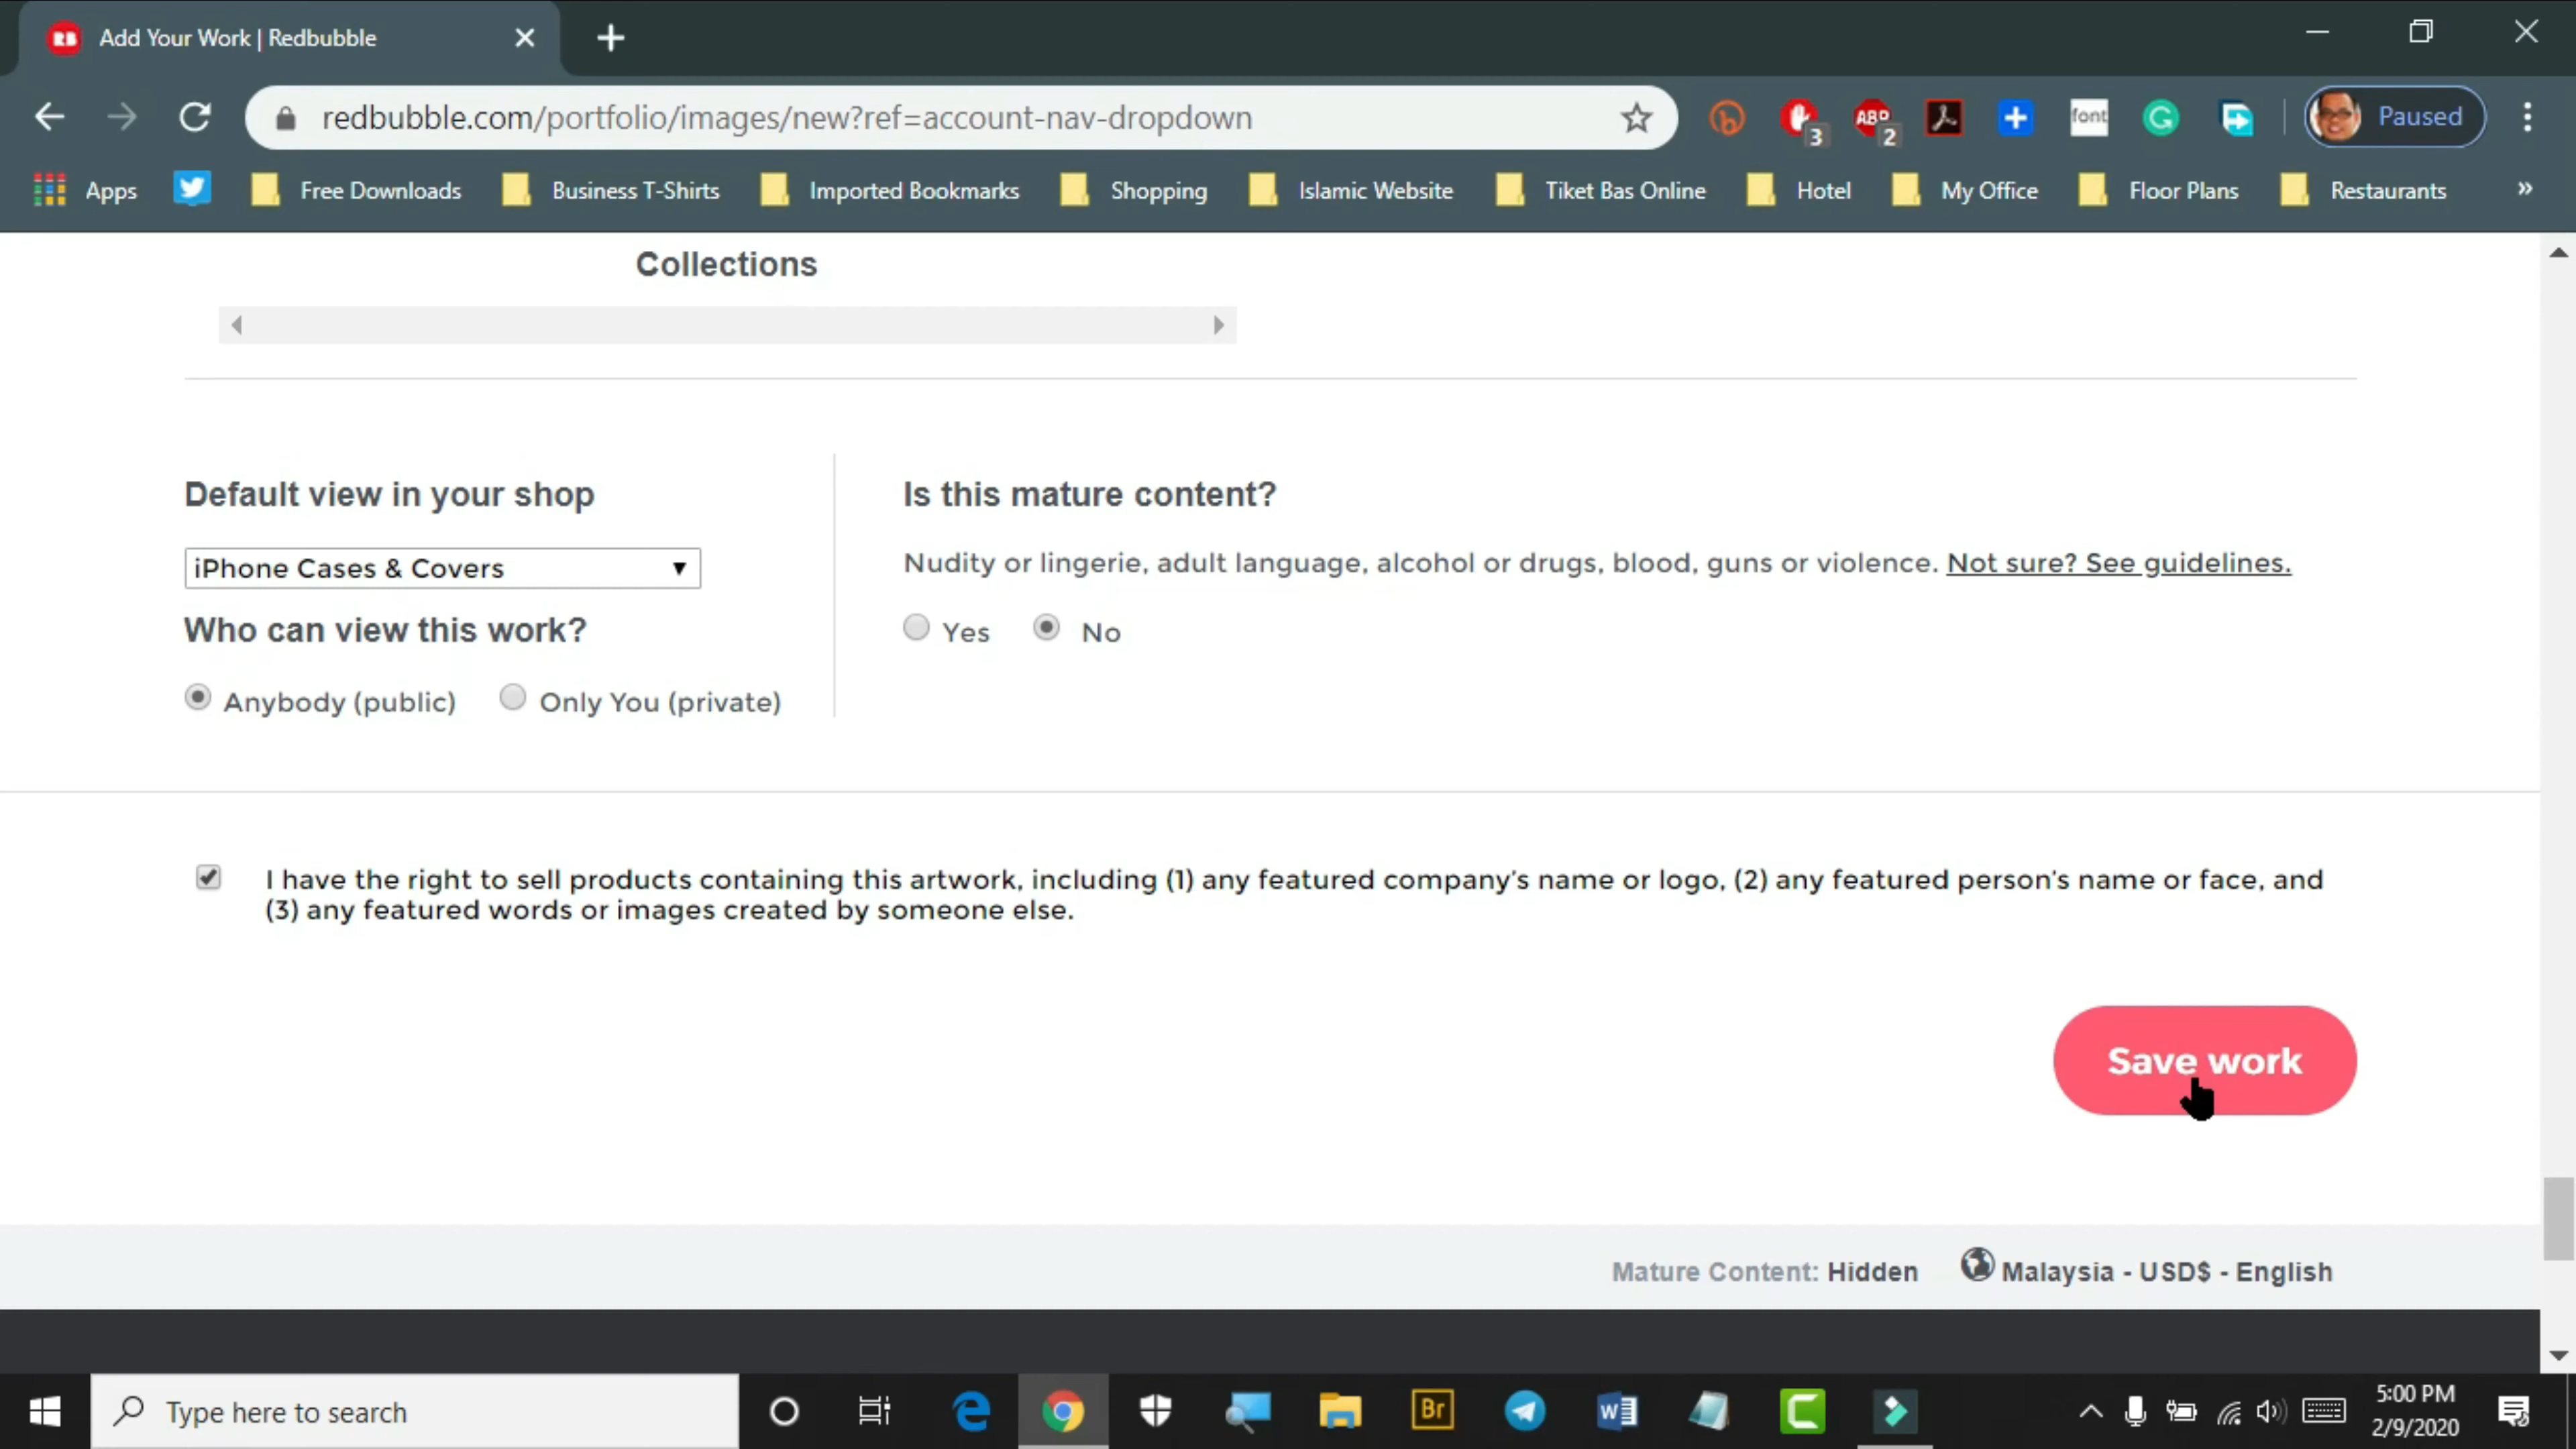 RB Add Your Work | Redbubble
redbubble.com/portfolio/images/new?ref=account-nav-dropdown
3
ABP 2
font
Paused
Apps Free Downloads Business T-Shirts Imported Bookmarks Shopping Islamic Website Tiket Bas Online Hotel My Office Floor Plans Restaurants »
Collections
Default view in your shop
iPhone Cases & Covers
Who can view this work?
Anybody (public) Only You (private)
Is this mature content?
Nudity or lingerie, adult language, alcohol or drugs, blood, guns or violence. Not sure? See guidelines.
Yes No
I have the right to sell products containing this artwork, including (1) any featured company's name or logo, (2) any featured person's name or face, and
(3) any featured words or images created by someone else.
Save work
Mature Content: Hidden Malaysia - USD$ - English
Type here to search
Br
5:00 PM
2/9/2020